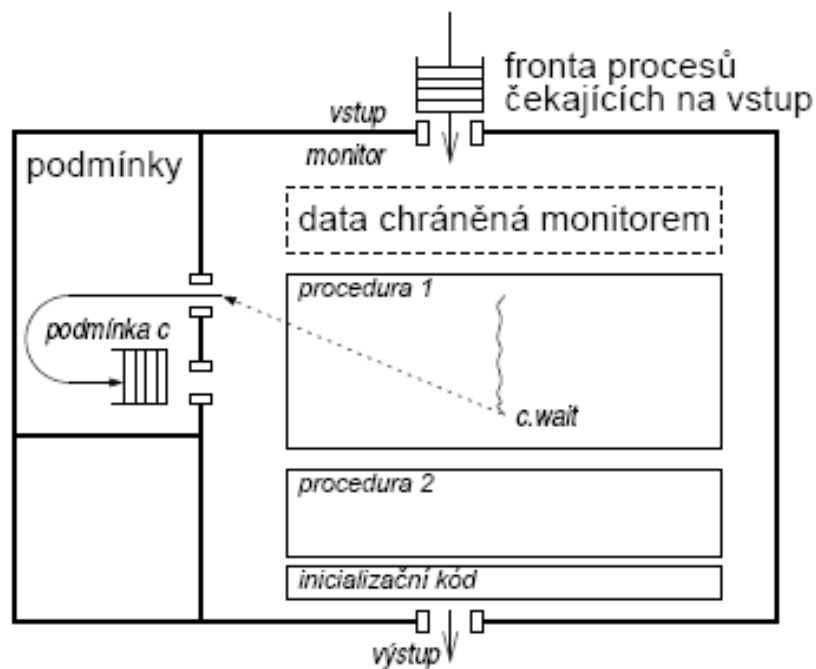 fronta procesů
čekajících na vstup
vstup
monitor
podmínky
data chráněná monitorem
procedura 1
podmínka c
c.wait
procedura 2
inicializační kód
výstup